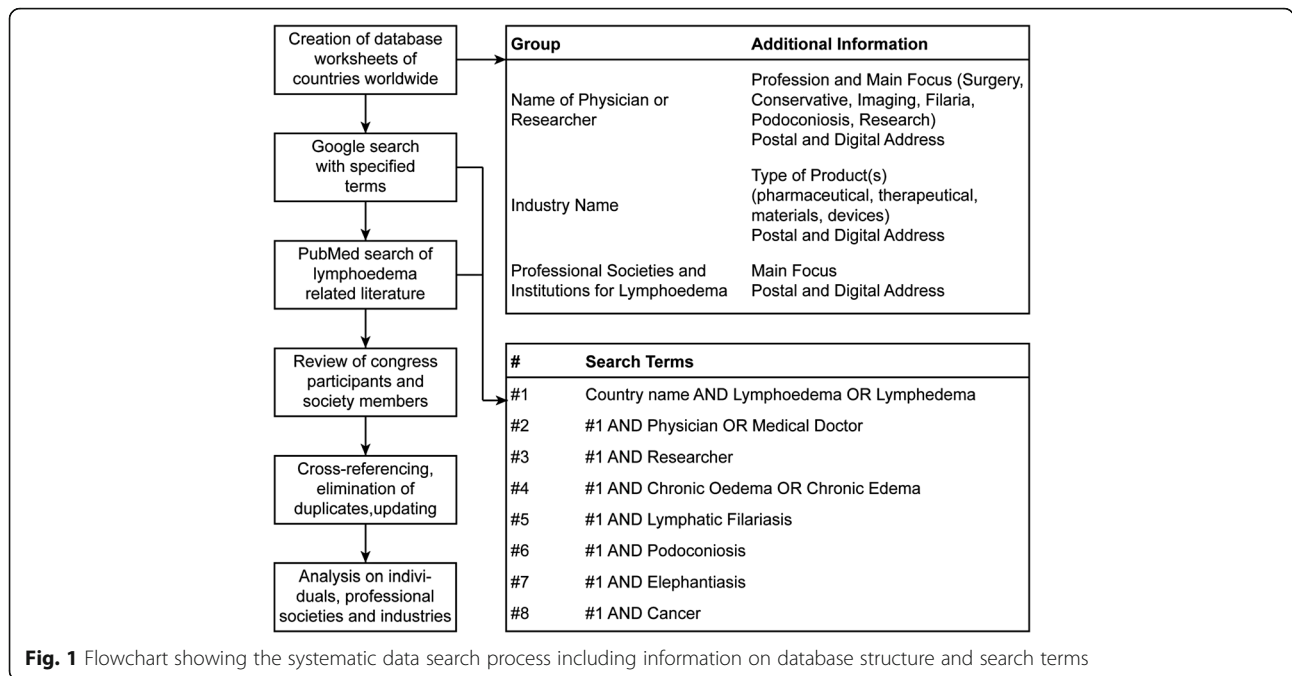 Creation of database
worksheets of
countries worldwide
Google search
with specified
terms
PubMed search of
lymphoedema
related literature
Review of congress
participants and
society members
Cross-referencing,
elimination of
duplicates,updating
Analysis on indivi-
duals, professional
societies and industries
Group Additional Information
Name of Physician or
Researcher
Profession and Main Focus (Surgery,
Conservative, Imaging, Filaria,
Podoconiosis, Research)
Postal and Digital Address
Industry Name
Type of Product(s)
(pharmaceutical, therapeutical,
materials, devices)
Postal and Digital Address
Professional Societies and
Institutions for Lymphoedema
Main Focus
Postal and Digital Address
# Search Terms
#1 Country name AND Lymphoedema OR Lymphedema
#2 #1 AND Physician OR Medical Doctor
#3 #1 AND Researcher
#4 #1 AND Chronic Oedema OR Chronic Edema
#5 #1 AND Lymphatic Filariasis
#6 #1 AND Podoconiosis
#7 #1 AND Elephantiasis
#8 #1 AND Cancer
Fig. 1 Flowchart showing the systematic data search process including information on database structure and search terms